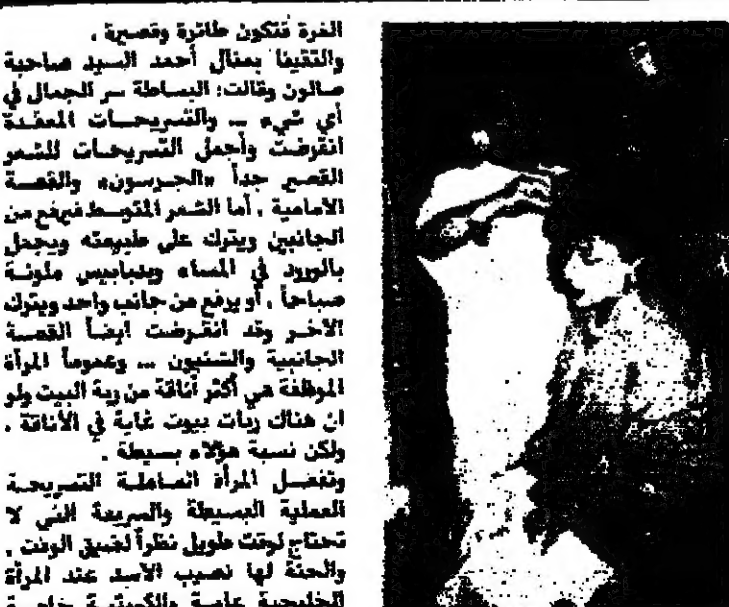 الغرة فتكون طائرة وقصيرة .
والتقينا بمنال أحمد السيد صاحبة
صالون وقالت: البساطة سر الجمال في
أي شيء ... والتسريحات المعقدة
انقرضت وأجمل التسريحات للشعر
القصير جداً «الجرسون» والقصة
الأمامية . أما الشعر المتوسط فيرفع من
الجانبين ويترك على طبيعته ويجمل
بالورود في المساء وبدبابيس ملونة
صباحاً . أو يرفع من جانب واحد ويترك
الآخر وقد انقرضت ايضاً القصة
الجانبية والشنيون ... وعموماً المرأة
الموظفة هي أكثر أناقة من ربة البيت ولو
ان هناك ربات بيوت غاية في الأناقة .
ولكن نسبة هؤلاء بسيطة .
وتفضل المرأة العاملة التسريحة
العملية البسيطة والسريعة التي لا
تحتاج لوقت طويل نظراً لضيق الوقت .
والحنة لها نصيب الأسد عند المرأة
الخليجية عامة والكويتية خاصة